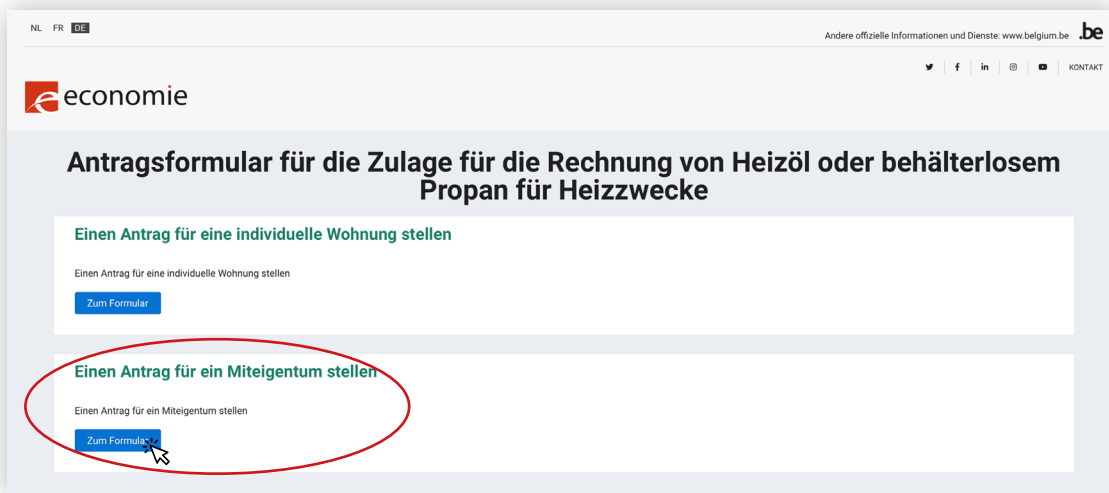 NL FR DE
Andere offizielle Informationen und Dienste: www.belgium.be .be
KONTAKT
economie
Antragsformular für die Zulage für die Rechnung von Heizöl oder behälterlosem
Propan für Heizzwecke
Einen Antrag für eine individuelle Wohnung stellen
Einen Antrag für eine individuelle Wohnung stellen
Zum Formular
Einen Antrag für ein Miteigentum stellen
Einen Antrag für ein Miteigentum stellen
Zum Formular